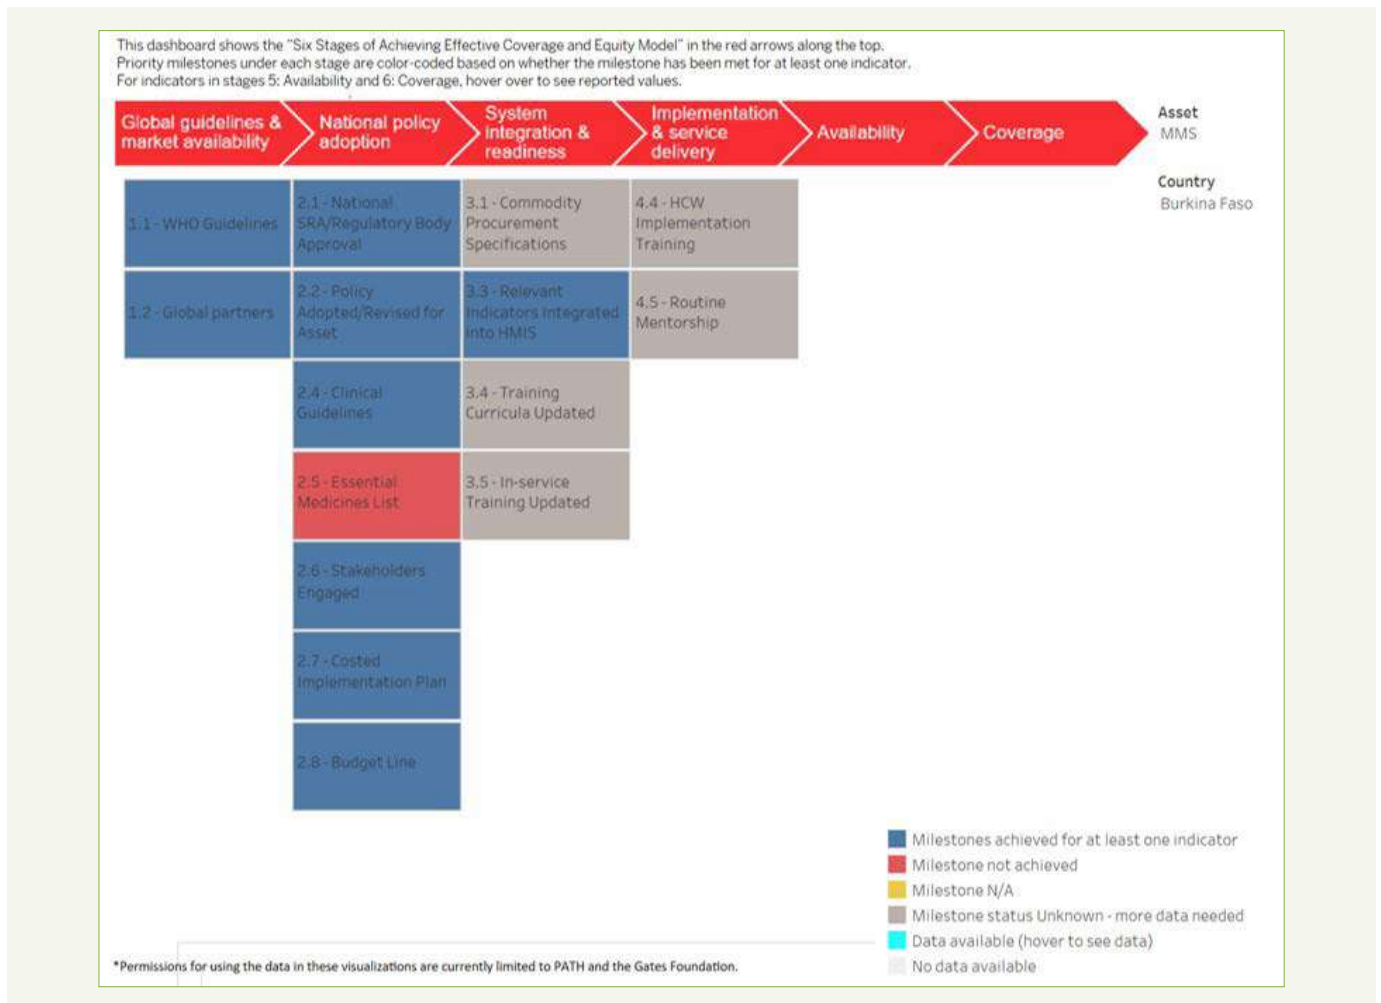 This dashboard shows the "Six Stages of Achieving Effective Coverage and Equity Model" in the red arrows along the top.
Priority milestones under each stage are color-coded based on whether the milestone has been met for at least one indicator.
For indicators in stages 5: Availability and 6: Coverage, hover over to see reported values.
Global guidelines &
market availability
National policy
adoption
System
integration &
readiness
Implementation
& service
delivery
Availability
Coverage
Asset
MMS
Country
Burkina Faso
1.1 - WHO Guidelines
2.1 - National
SRA/Regulatory Body
Approval
3.1 - Commodity
Procurement
Specifications
4.4 - HCW
Implementation
Training
1.2 - Global partners
2.2 - Policy
Adopted/Revised for
Asset
3.3 - Relevant
Indicators Integrated
into HMIS
4.5 - Routine
Mentorship
2.4 - Clinical
Guidelines
3.4 - Training
Curricula Updated
2.5 - Essential
Medicines List
3.5 - In-service
Training Updated
2.6 - Stakeholders
Engaged
2.7 - Costed
Implementation Plan
2.8 - Budget Line
Milestones achieved for at least one indicator
Milestone not achieved
Milestone N/A
Milestone status Unknown - more data needed
Data available (hover to see data)
No data available
*Permissions for using the data in these visualizations are currently limited to PATH and the Gates Foundation.